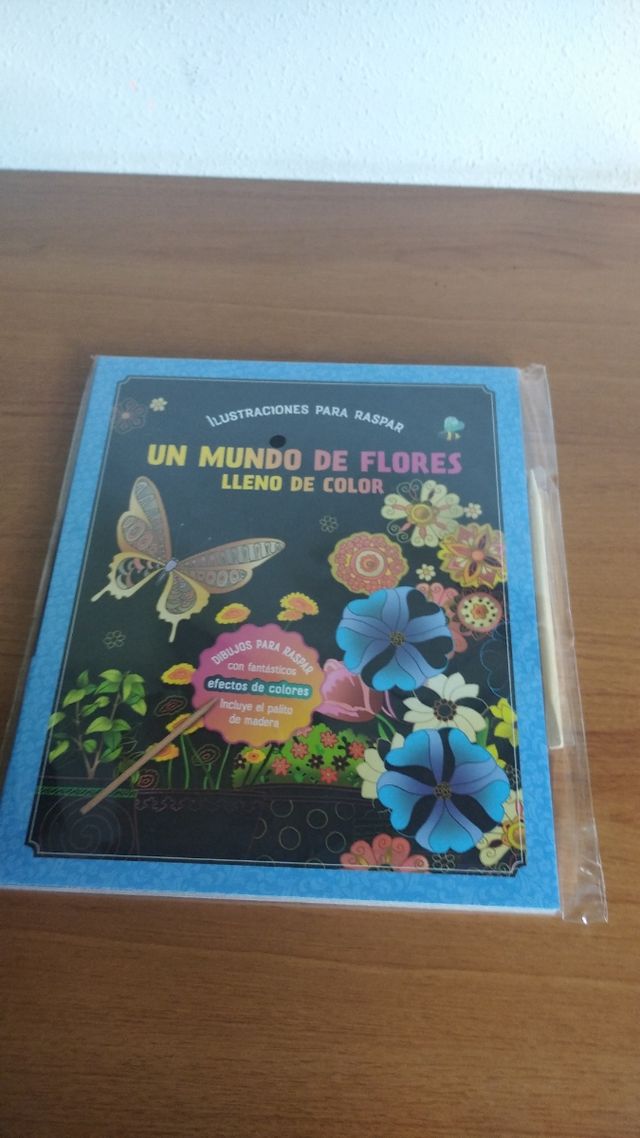 ILUSTRACIONES PARA RASPAR
UN MUNDO DE FLORES
LLENO DE COLOR
DIBUJOS PARA RASPAR
con fantásticos
efectos de colores
Incluye el palito
de madera